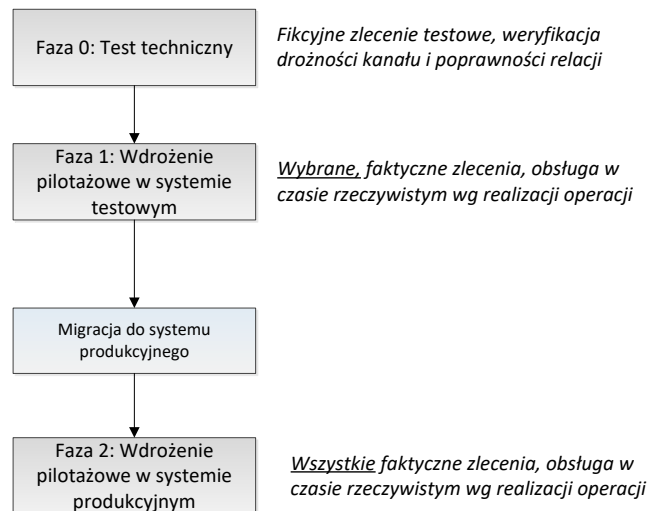 Faza 0: Test techniczny
Fikcyjne zlecenie testowe, weryfikacja
drożności kanału i poprawności relacji
Faza 1: Wdrożenie
pilotażowe w systemie
testowym
Wybrane, faktyczne zlecenia, obsługa w
czasie rzeczywistym wg realizacji operacji
Migracja do systemu
produkcyjnego
Faza 2: Wdrożenie
pilotażowe w systemie
produkcyjnym
Wszystkie faktyczne zlecenia, obsługa w
czasie rzeczywistym wg realizacji operacji